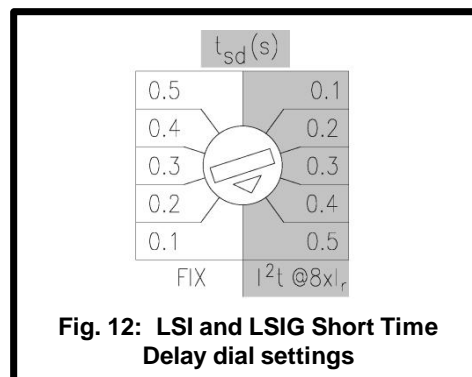 t_sd(s)
0.5 0.1
0.4 0.2
0.3 0.3
0.2 0.4
0.1 0.5
FIX I²t @8xI_r
Fig. 12: LSI and LSIG Short Time
Delay dial settings